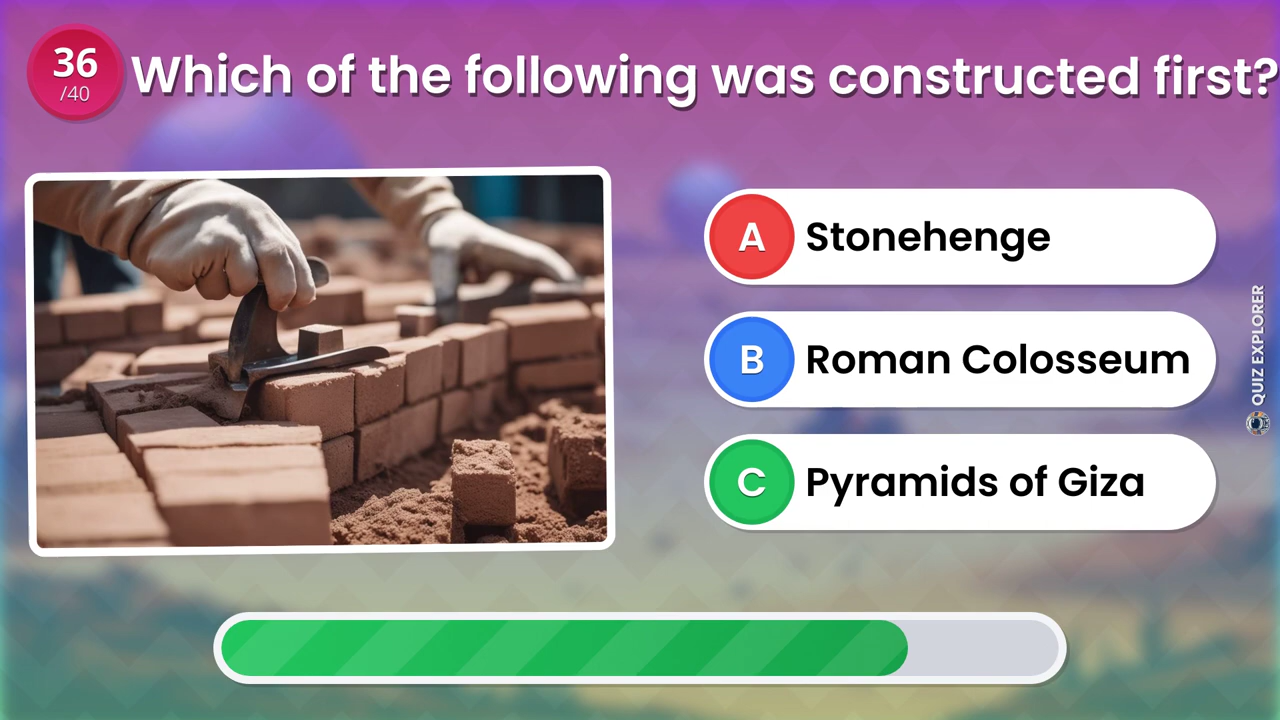 36
/40
Which of the following was constructed first?
A
Stonehenge
B
Roman Colosseum
C
Pyramids of Giza
QUIZ EXPLORER